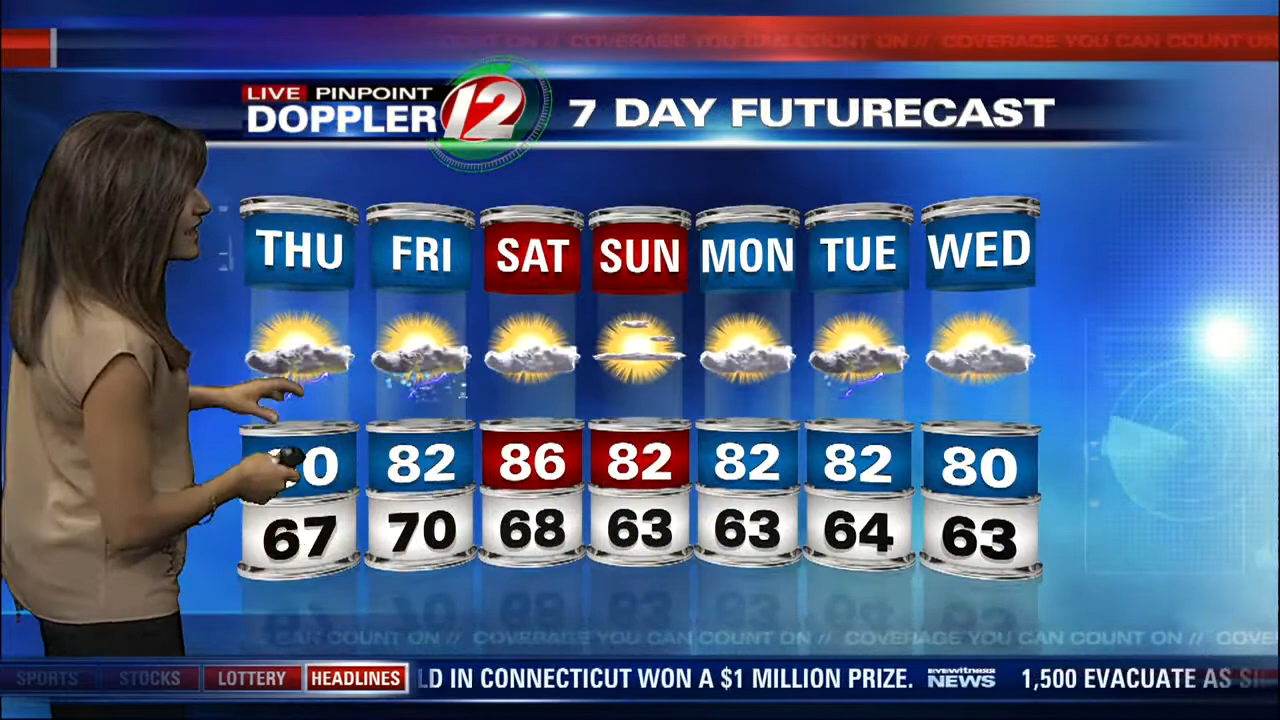 COVERAGE YOU CAN COUNT ON // COVERAGE YOU CAN COUNT ON
LIVE PINPOINT
DOPPLER 12
7 DAY FUTURECAST
THU FRI SAT SUN MON TUE WED
0 82 86 82 82 82 80
67 70 68 63 63 64 63
CAN COUNT ON // COVERAGE YOU CAN COUNT ON // COVERAGE YOU CAN COUNT ON // COVE
SPORTS STOCKS LOTTERY HEADLINES LD IN CONNECTICUT WON A $1 MILLION PRIZE. EYEWITNESS NEWS 1,500 EVACUATE AS